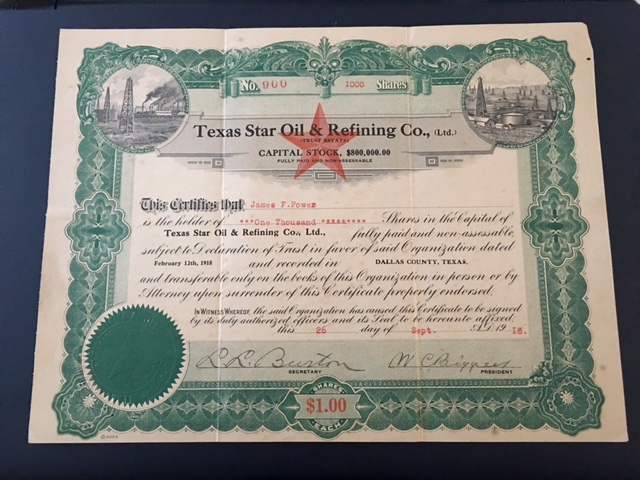 No. 900 1000 Shares
Texas Star Oil & Refining Co., (Ltd.)
(TRUST ESTATE)
CAPITAL STOCK, $800,000.00
FULLY PAID AND NON-ASSESSABLE
This Certifies that James F. Power
is the holder of ***One Thousand ******** Shares in the Capital of
Texas Star Oil & Refining Co., Ltd., fully paid and non-assessable,
subject to Declaration of Trust in favor of said Organization dated
February 12th, 1918 and recorded in DALLAS COUNTY, TEXAS.
and transferable only on the books of this Organization in person or by
Attorney upon surrender of this Certificate properly endorsed.
IN WITNESS WHEREOF, the said Organization has caused this Certificate to be signed
by its duly authorized officers and its Seal to be hereunto affixed,
this 26 day of Sept. A.D. 1918.
L. L. Burton
SECRETARY PRESIDENT
SHARES
$1.00
EACH